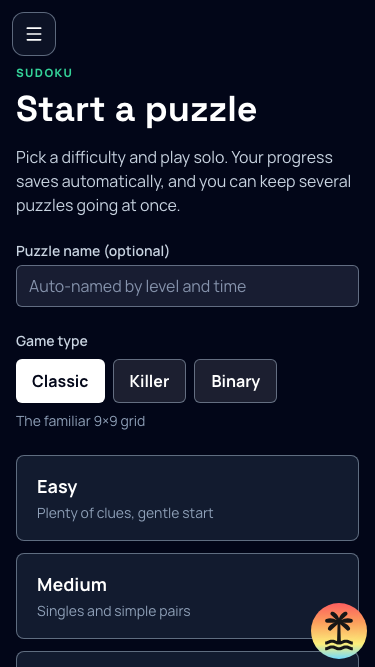 SUDOKU
Start a puzzle
Pick a difficulty and play solo. Your progress
saves automatically, and you can keep several
puzzles going at once.
Puzzle name (optional)
Auto-named by level and time
Game type
Classic
Killer
Binary
The familiar 9×9 grid
Easy
Plenty of clues, gentle start
Medium
Singles and simple pairs